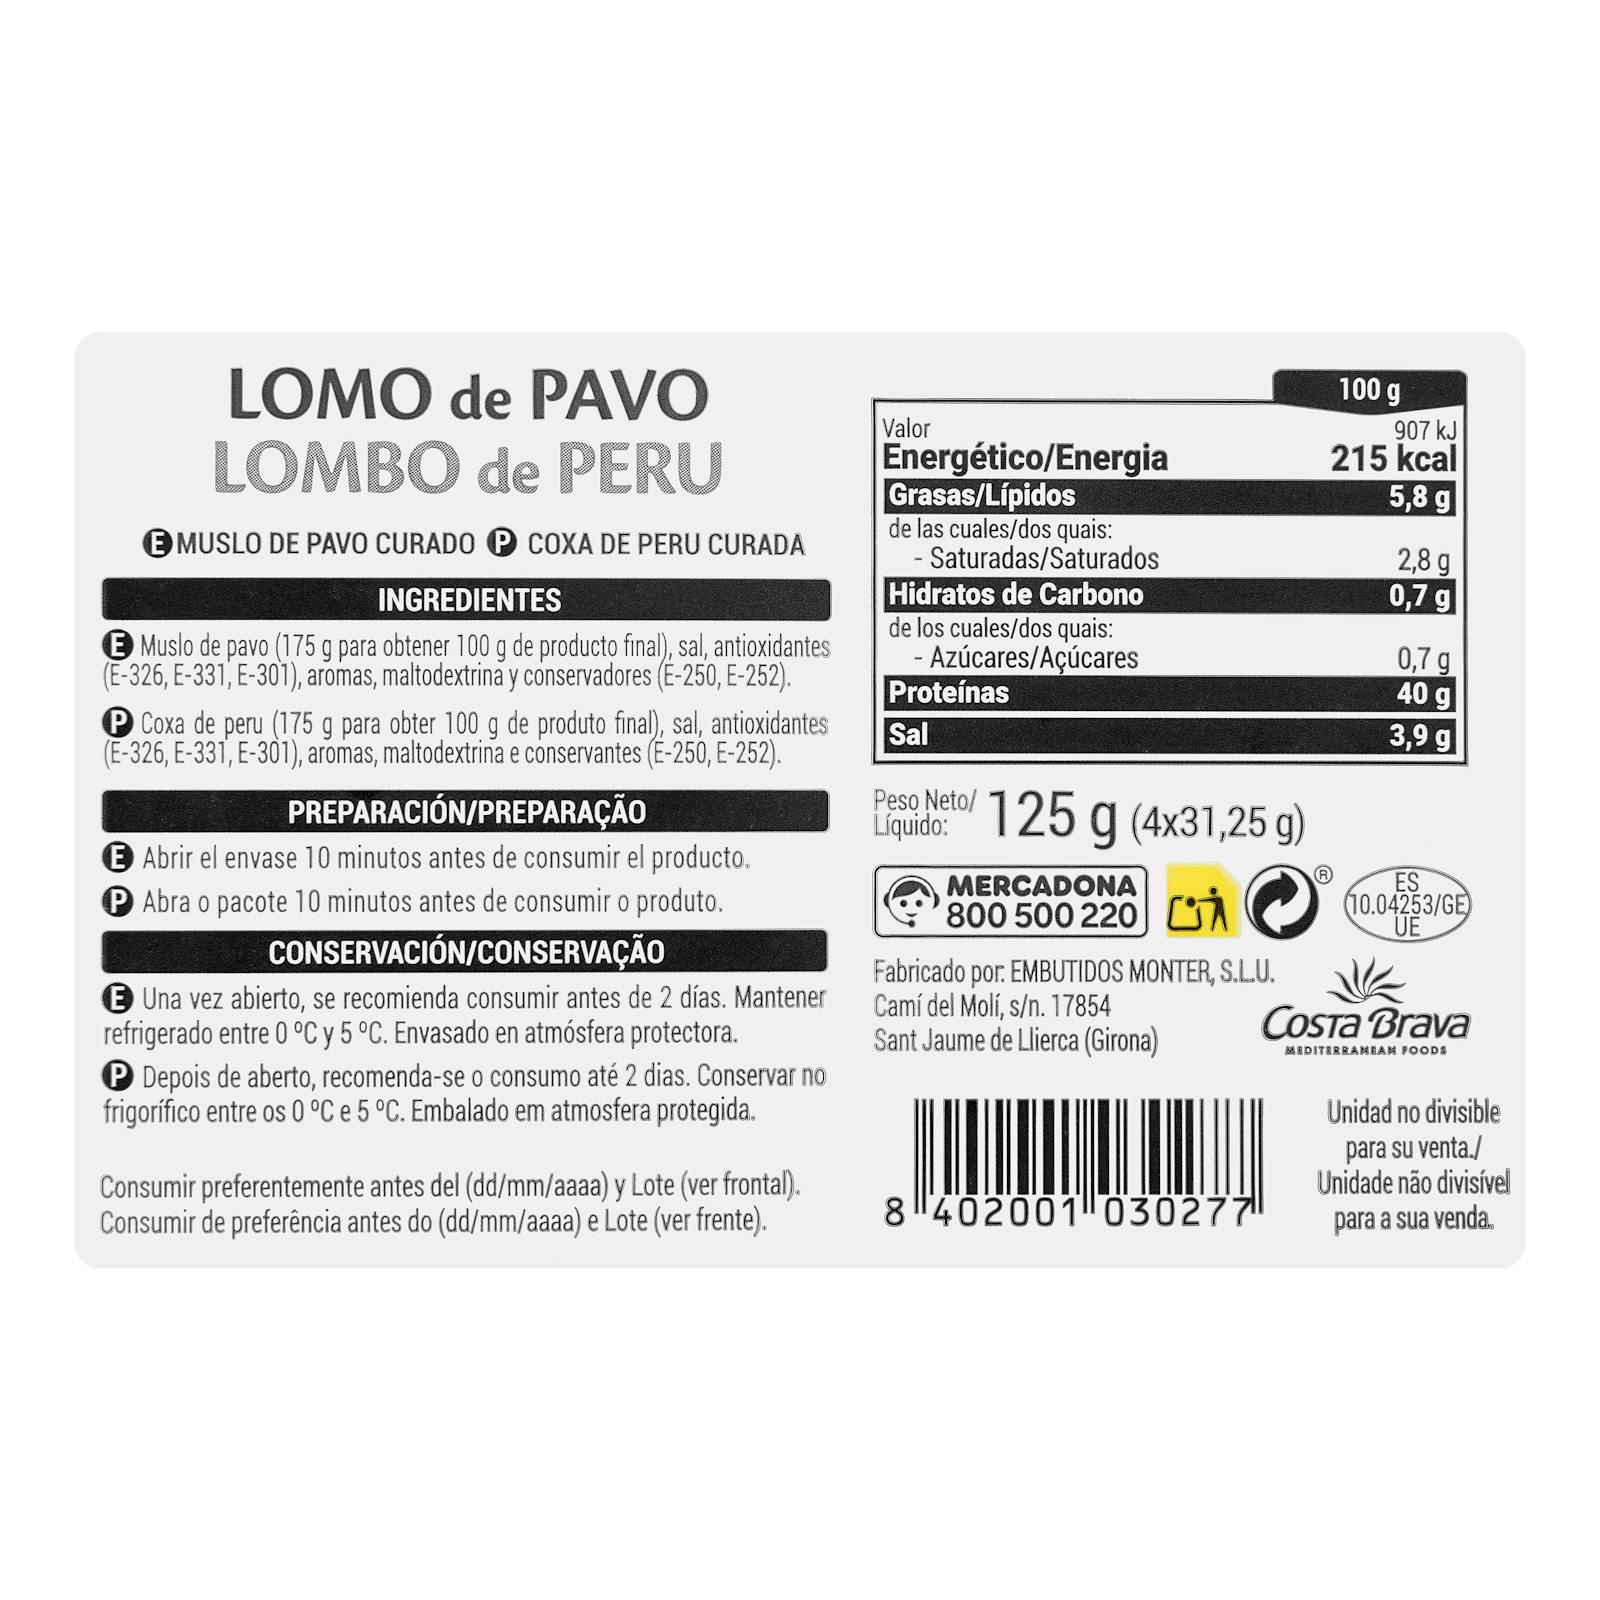 LOMO de PAVO
LOMBO de PERU
E MUSLO DE PAVO CURADO P COXA DE PERU CURADA
INGREDIENTES
E Muslo de pavo (175 g para obtener 100 g de producto final), sal, antioxidantes
(E-326, E-331, E-301), aromas, maltodextrina y conservadores (E-250, E-252).
P Coxa de peru (175 g para obter 100 g de produto final), sal, antioxidantes
(E-326, E-331, E-301), aromas, maltodextrina e conservantes (E-250, E-252).
PREPARACIÓN/PREPARAÇÃO
E Abrir el envase 10 minutos antes de consumir el producto.
P Abra o pacote 10 minutos antes de consumir o produto.
CONSERVACIÓN/CONSERVAÇÃO
E Una vez abierto, se recomienda consumir antes de 2 días. Mantener
refrigerado entre 0 ºC y 5 ºC. Envasado en atmósfera protectora.
P Depois de aberto, recomenda-se o consumo até 2 dias. Conservar no
frigorífico entre os 0 ºC e 5 ºC. Embalado em atmosfera protegida.
Consumir preferentemente antes del (dd/mm/aaaa) y Lote (ver frontal).
Consumir de preferência antes do (dd/mm/aaaa) e Lote (ver frente).
100 g
Valor 907 kJ
Energético/Energia 215 kcal
Grasas/Lípidos 5,8 g
de las cuales/dos quais:
- Saturadas/Saturados 2,8 g
Hidratos de Carbono 0,7 g
de los cuales/dos quais:
- Azúcares/Açúcares 0,7 g
Proteínas 40 g
Sal 3,9 g
Peso Neto/
Líquido: 125 g (4x31,25 g)
MERCADONA
800 500 220
®
ES
10.04253/GE
UE
Fabricado por: EMBUTIDOS MONTER, S.L.U.
Camí del Molí, s/n. 17854
Sant Jaume de Llierca (Girona)
Costa Brava
MEDITERRANEAN FOODS
8 402001 030277
Unidad no divisible
para su venta./
Unidade não divisível
para a sua venda.